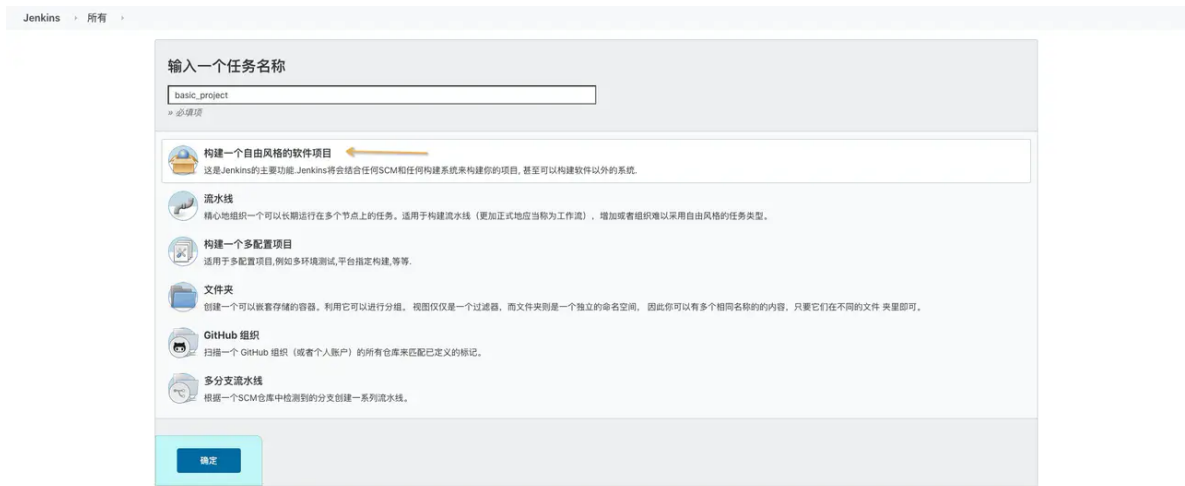 Jenkins › 所有 ›
输入一个任务名称
basic_project
» 必填项
构建一个自由风格的软件项目
这是Jenkins的主要功能.Jenkins将会结合任何SCM和任何构建系统来构建你的项目, 甚至可以构建软件以外的系统.
流水线
精心地组织一个可以长期运行在多个节点上的任务。适用于构建流水线（更加正式地应当称为工作流），增加或者组织难以采用自由风格的任务类型。
构建一个多配置项目
适用于多配置项目,例如多环境测试,平台指定构建,等等.
文件夹
创建一个可以嵌套存储的容器。利用它可以进行分组。 视图仅仅是一个过滤器，而文件夹则是一个独立的命名空间， 因此你可以有多个相同名称的的内容，只要它们在不同的文件 夹里即可。
GitHub 组织
扫描一个 GitHub 组织（或者个人账户）的所有仓库来匹配已定义的标记。
多分支流水线
根据一个SCM仓库中检测到的分支创建一系列流水线。
确定